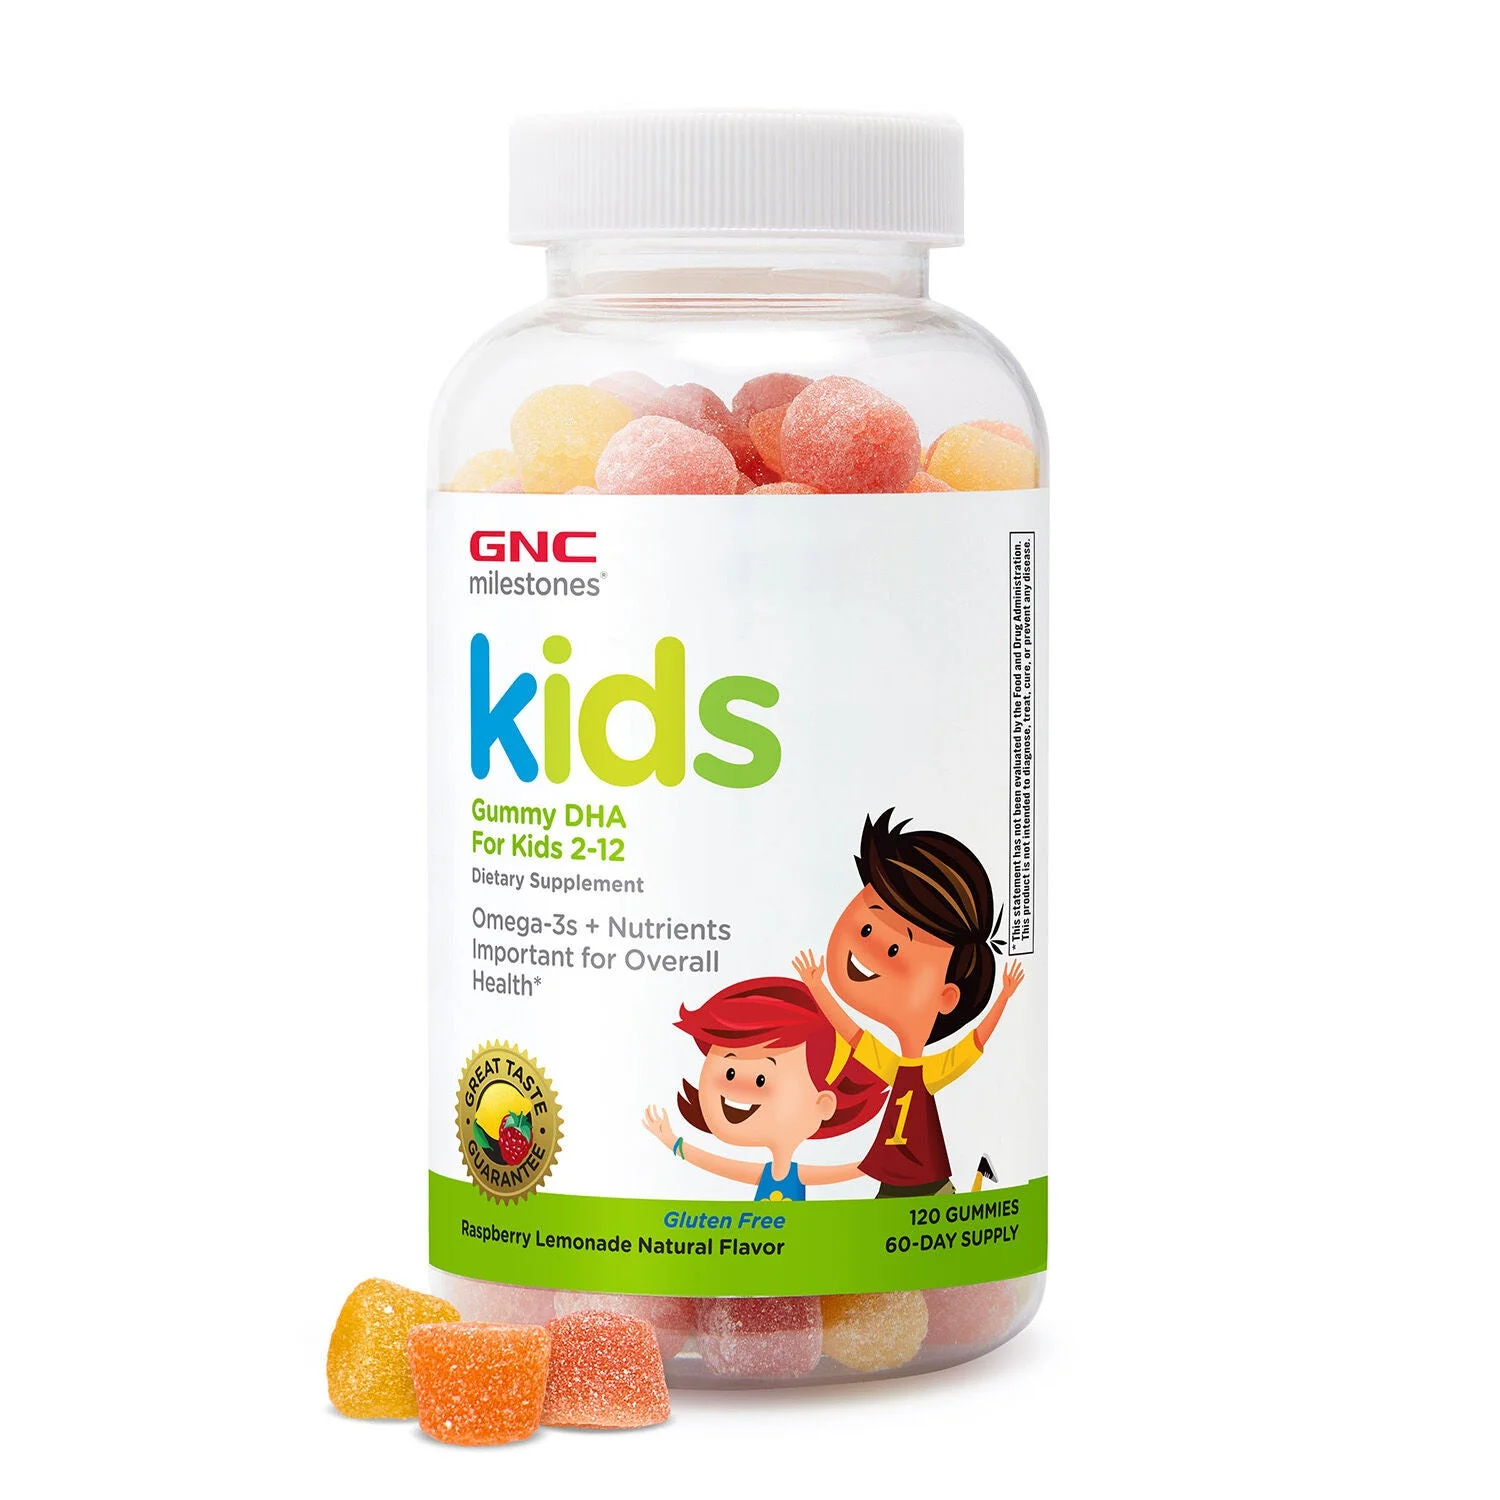 GNC
milestones®
kids
Gummy DHA
For Kids 2-12
Dietary Supplement
Omega-3s + Nutrients
Important for Overall
Health*
* This statement has not been evaluated by the Food and Drug Administration.
This product is not intended to diagnose, treat, cure, or prevent any disease.
1
GREAT TASTE
GUARANTEE
Gluten Free
Raspberry Lemonade Natural Flavor
120 GUMMIES
60-DAY SUPPLY